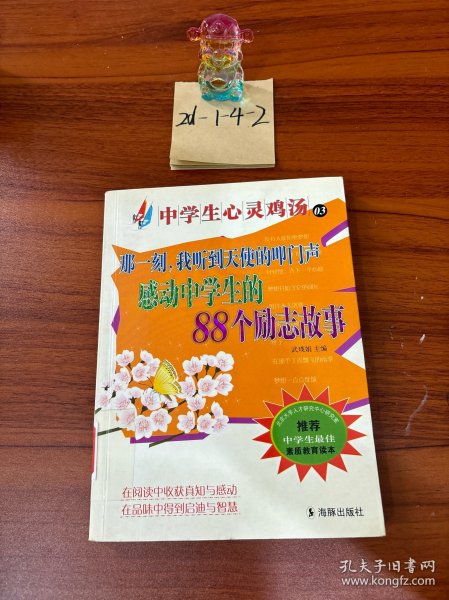 2d-1-4-2
中学生心灵鸡汤 03
那一刻,我听到天使的叩门声
感动中学生的
88个励志故事
武瑛娟 主编
推荐
中学生最佳
素质教育读本
在阅读中收获真知与感动
在品味中得到启迪与智慧
海豚出版社
孔夫子旧书网
www.kongfz.com